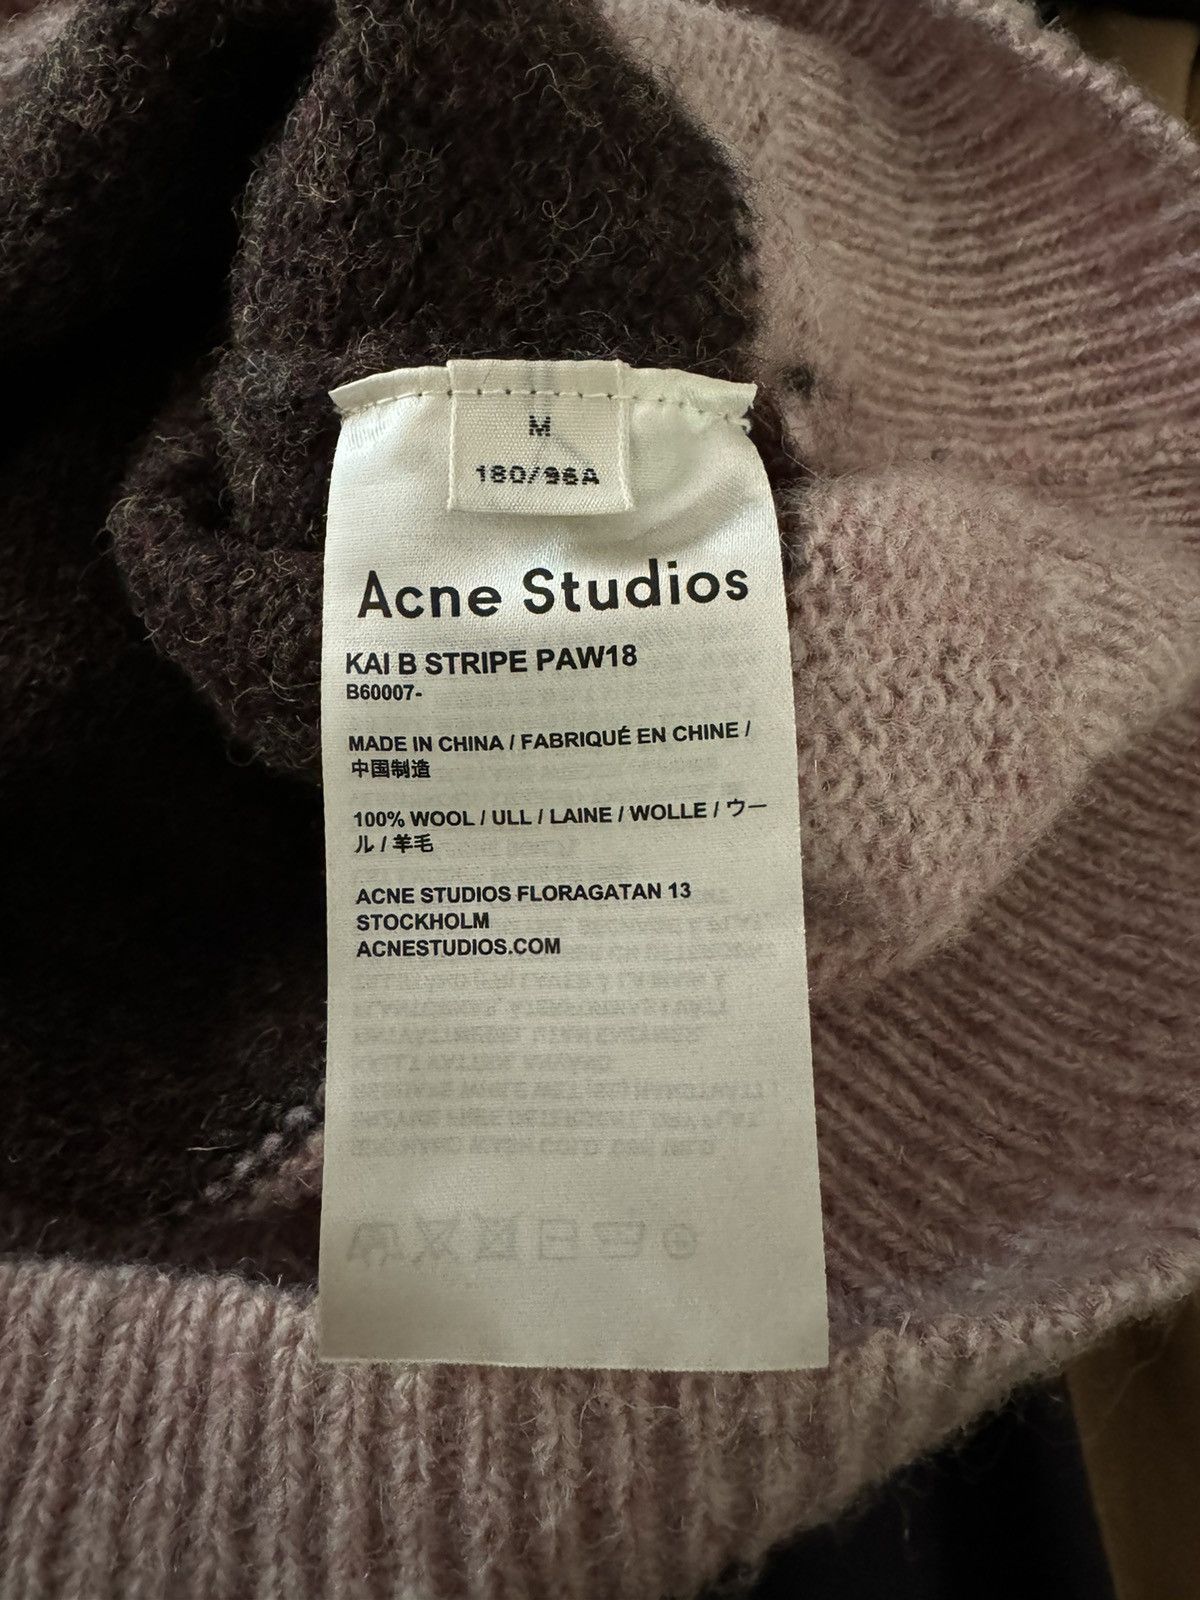 M
180/96A
Acne Studios
KAI B STRIPE PAW18
B60007-
MADE IN CHINA / FABRIQUÉ EN CHINE /
中国制造
100% WOOL / ULL / LAINE / WOLLE / ウー
ル / 羊毛
ACNE STUDIOS FLORAGATAN 13
STOCKHOLM
ACNESTUDIOS.COM